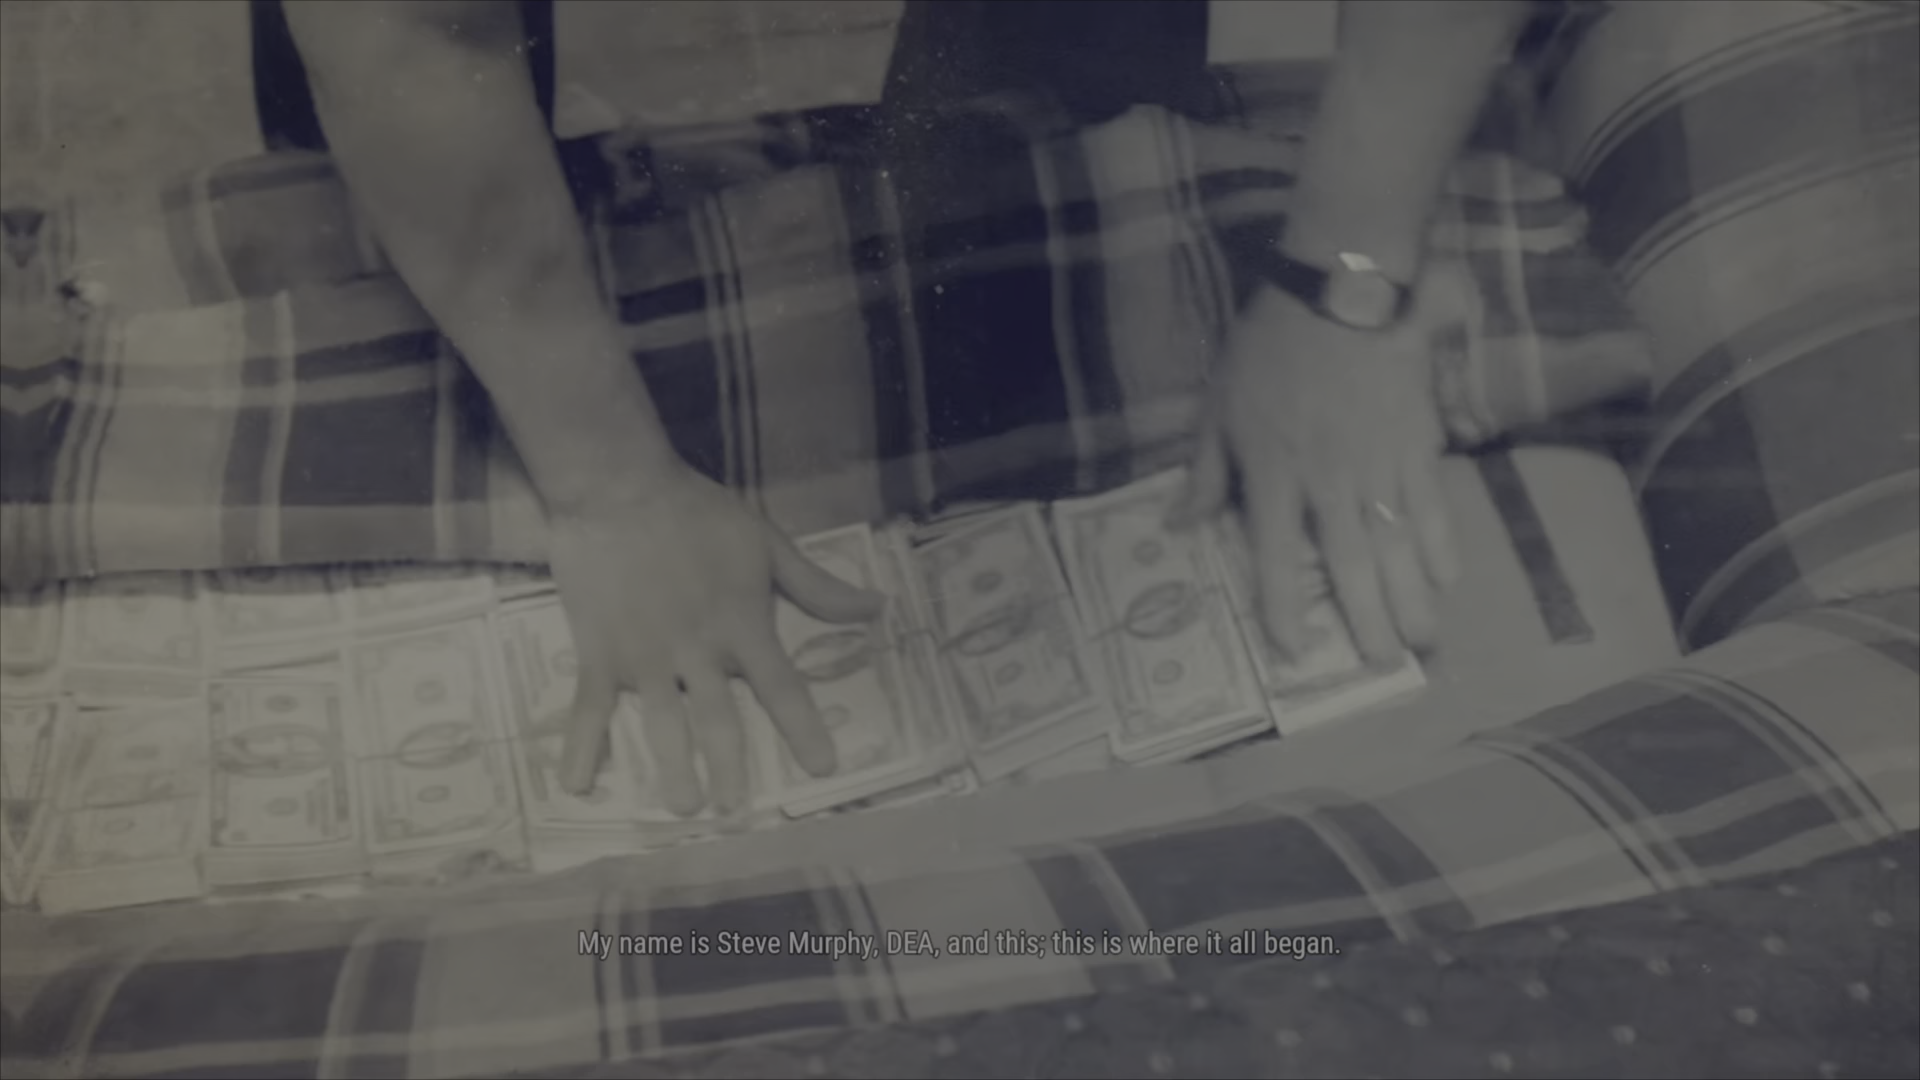 My name is Steve Murphy, DEA, and this; this is where it all began.